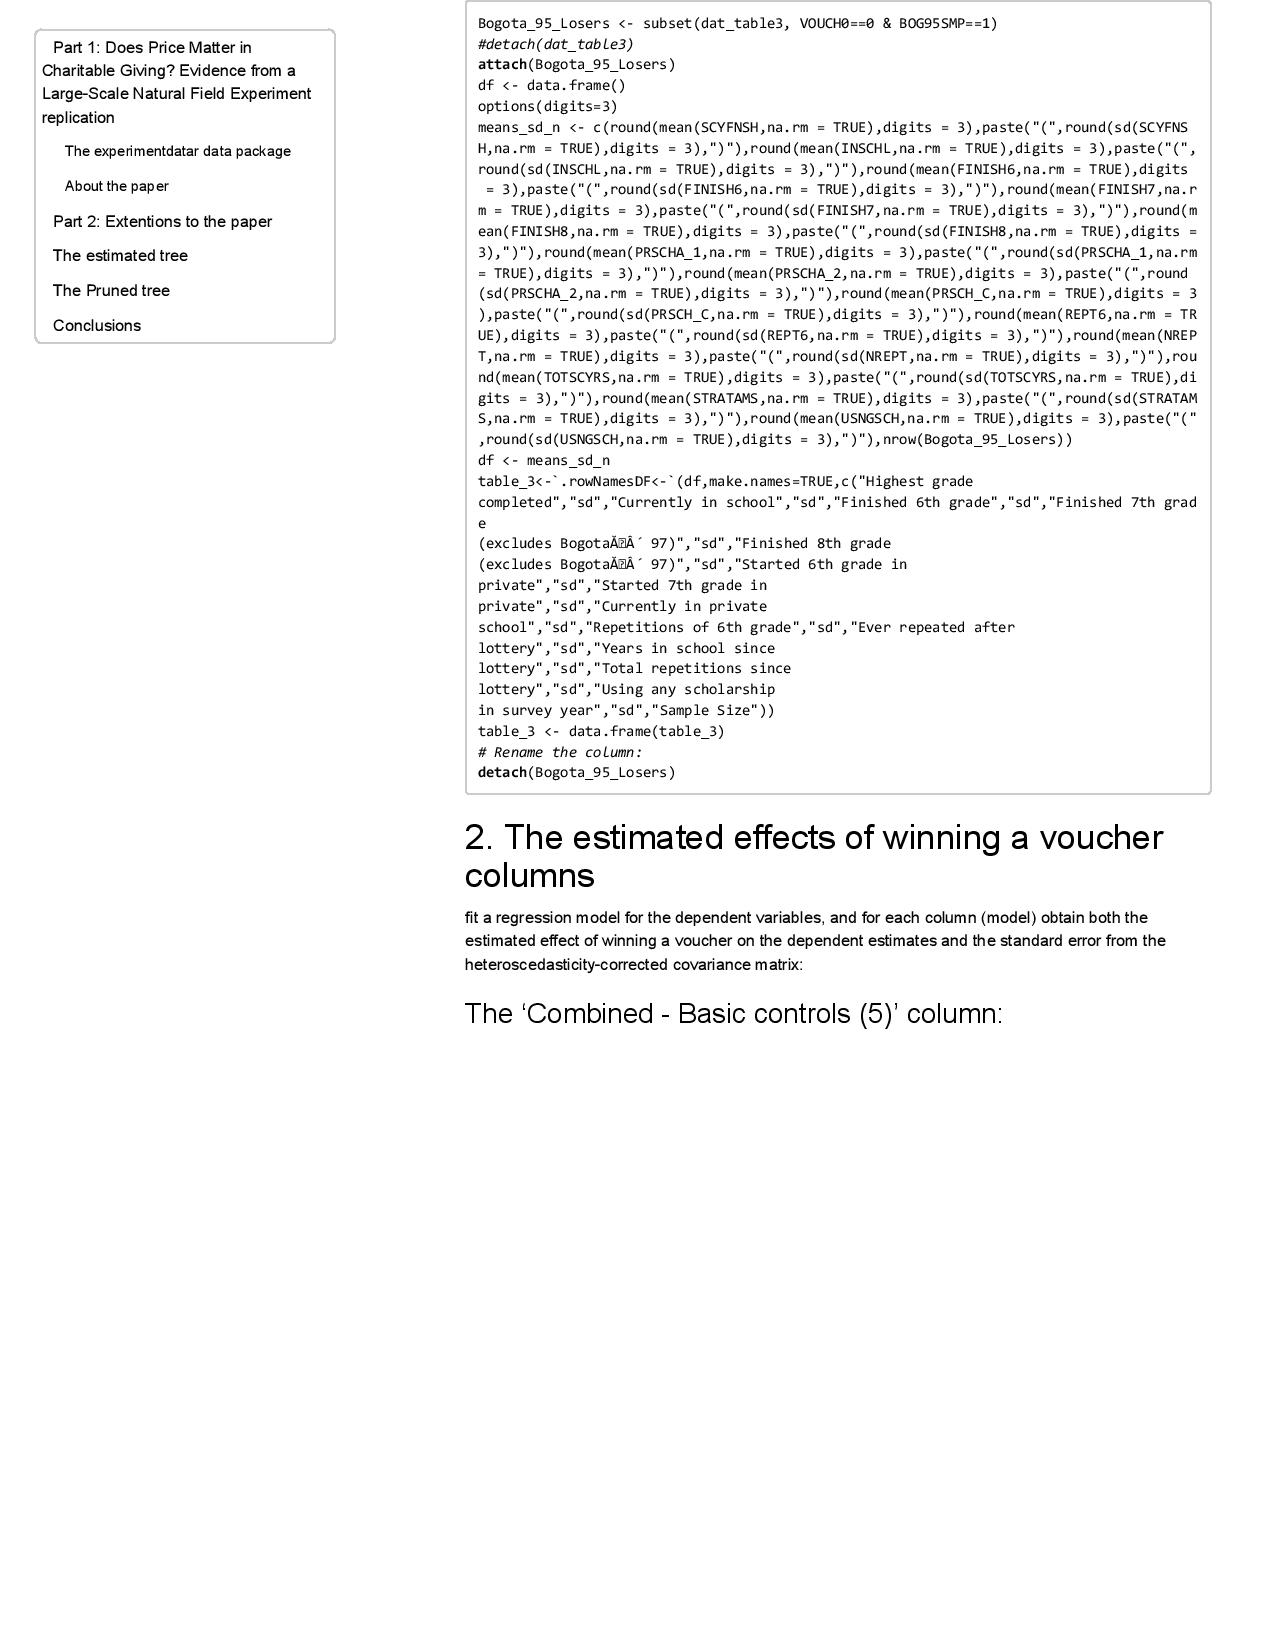 Part 1: Does Price Matter in
Charitable Giving? Evidence from a
Large-Scale Natural Field Experiment
replication
The experimentdatar data package
About the paper
Part 2: Extentions to the paper
The estimated tree
The Pruned tree
Conclusions
Bogota_95_Losers <- subset(dat_table3, VOUCH0==0 & BOG95SMP==1)
#detach(dat_table3)
attach(Bogota_95_Losers)
df <- data.frame()
options(digits=3)
means_sd_n <- c(round(mean(SCYFNSH,na.rm = TRUE),digits = 3),paste("(",round(sd(SCYFNS
H,na.rm = TRUE),digits = 3),")"),round(mean(INSCHL,na.rm = TRUE),digits = 3),paste("(",
round(sd(INSCHL,na.rm = TRUE),digits = 3),")"),round(mean(FINISH6,na.rm = TRUE),digits
= 3),paste("(",round(sd(FINISH6,na.rm = TRUE),digits = 3),")"),round(mean(FINISH7,na.r
m = TRUE),digits = 3),paste("(",round(sd(FINISH7,na.rm = TRUE),digits = 3),")"),round(m
ean(FINISH8,na.rm = TRUE),digits = 3),paste("(",round(sd(FINISH8,na.rm = TRUE),digits =
3),")"),round(mean(PRSCHA_1,na.rm = TRUE),digits = 3),paste("(",round(sd(PRSCHA_1,na.rm
= TRUE),digits = 3),")"),round(mean(PRSCHA_2,na.rm = TRUE),digits = 3),paste("(",round
(sd(PRSCHA_2,na.rm = TRUE),digits = 3),")"),round(mean(PRSCH_C,na.rm = TRUE),digits = 3
),paste("(",round(sd(PRSCH_C,na.rm = TRUE),digits = 3),")"),round(mean(REPT6,na.rm = TR
UE),digits = 3),paste("(",round(sd(REPT6,na.rm = TRUE),digits = 3),")"),round(mean(NREP
T,na.rm = TRUE),digits = 3),paste("(",round(sd(NREPT,na.rm = TRUE),digits = 3),")"),rou
nd(mean(TOTSCYRS,na.rm = TRUE),digits = 3),paste("(",round(sd(TOTSCYRS,na.rm = TRUE),di
gits = 3),")"),round(mean(STRATAMS,na.rm = TRUE),digits = 3),paste("(",round(sd(STRATAM
S,na.rm = TRUE),digits = 3),")"),round(mean(USNGSCH,na.rm = TRUE),digits = 3),paste("("
,round(sd(USNGSCH,na.rm = TRUE),digits = 3),")"),nrow(Bogota_95_Losers))
df <- means_sd_n
table_3<-`.rowNamesDF<-`(df,make.names=TRUE,c("Highest grade
completed","sd","Currently in school","sd","Finished 6th grade","sd","Finished 7th grad
e
(excludes Bogota 97)","sd","Finished 8th grade
(excludes Bogota 97)","sd","Started 6th grade in
private","sd","Started 7th grade in
private","sd","Currently in private
school","sd","Repetitions of 6th grade","sd","Ever repeated after
lottery","sd","Years in school since
lottery","sd","Total repetitions since
lottery","sd","Using any scholarship
in survey year","sd","Sample Size"))
table_3 <- data.frame(table_3)
# Rename the column:
detach(Bogota_95_Losers)
2. The estimated effects of winning a voucher
columns
fit a regression model for the dependent variables, and for each column (model) obtain both the
estimated effect of winning a voucher on the dependent estimates and the standard error from the
heteroscedasticity-corrected covariance matrix:
The ‘Combined - Basic controls (5)’ column: